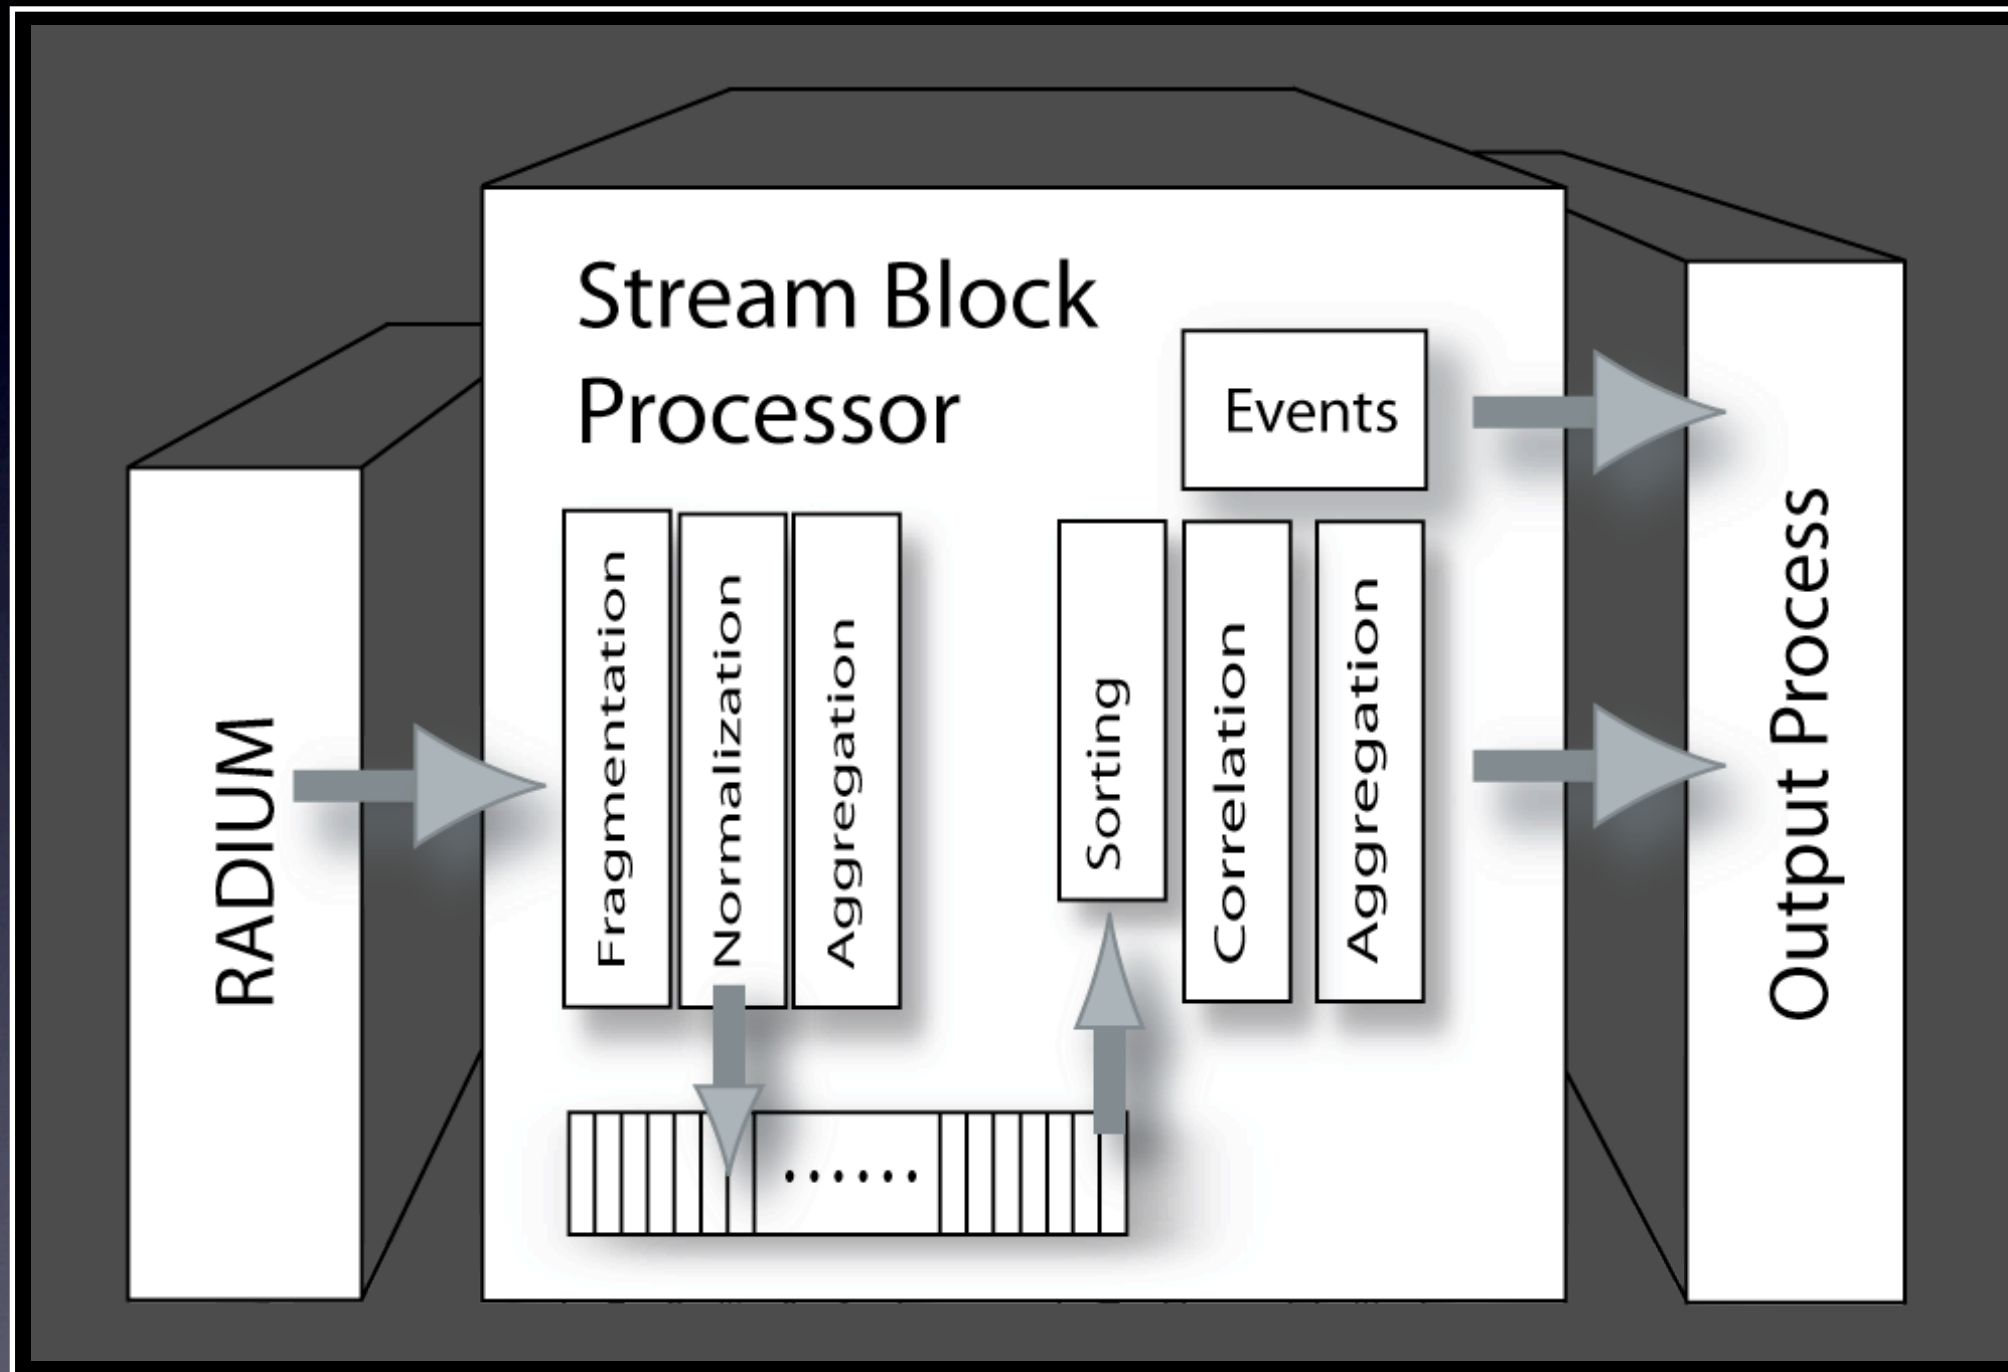 Stream Block
Processor
Events
RADIUM
Fragmentation
Normalization
Aggregation
Sorting
Correlation
Aggregation
Output Process
......